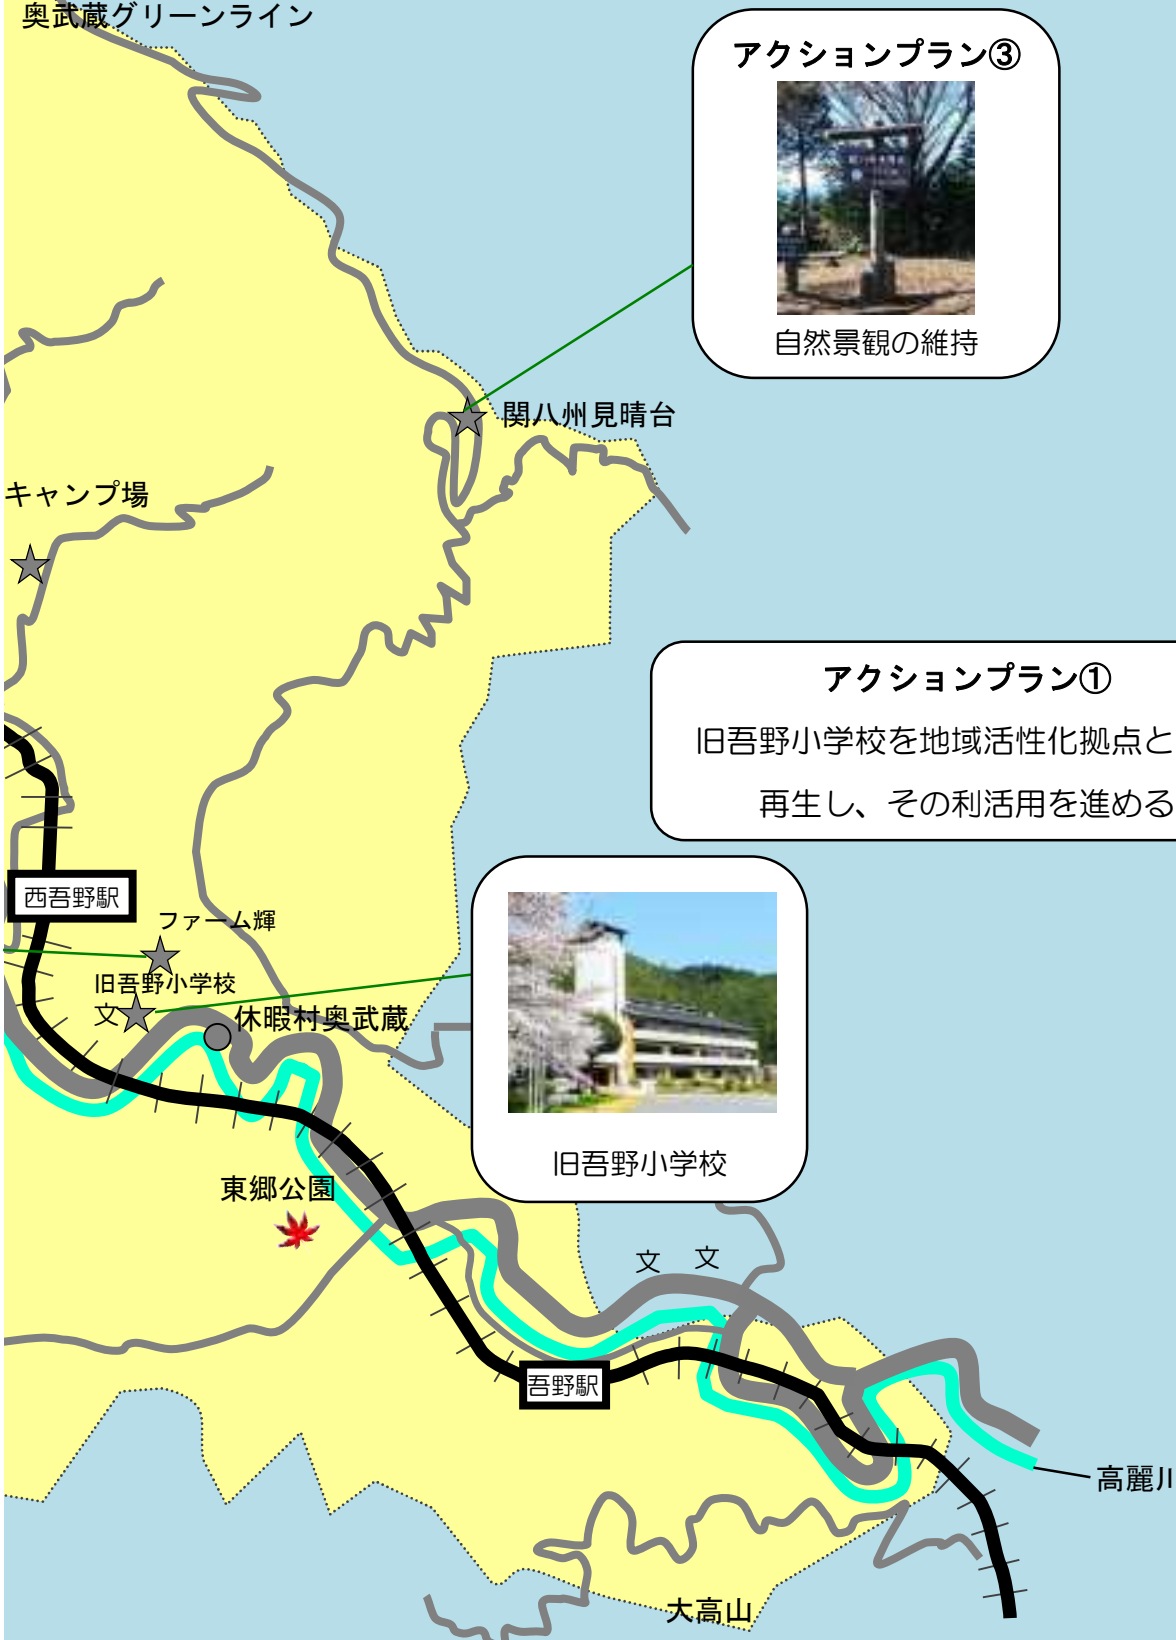 奥武蔵グリーンライン
アクションプラン③
自然景観の維持
関八州見晴台
キャンプ場
アクションプラン①
旧吾野小学校を地域活性化拠点と
再生し、その利活用を進める
西吾野駅
ファーム輝
旧吾野小学校
文
休暇村奥武蔵
旧吾野小学校
東郷公園
文 文
吾野駅
高麗川
大高山